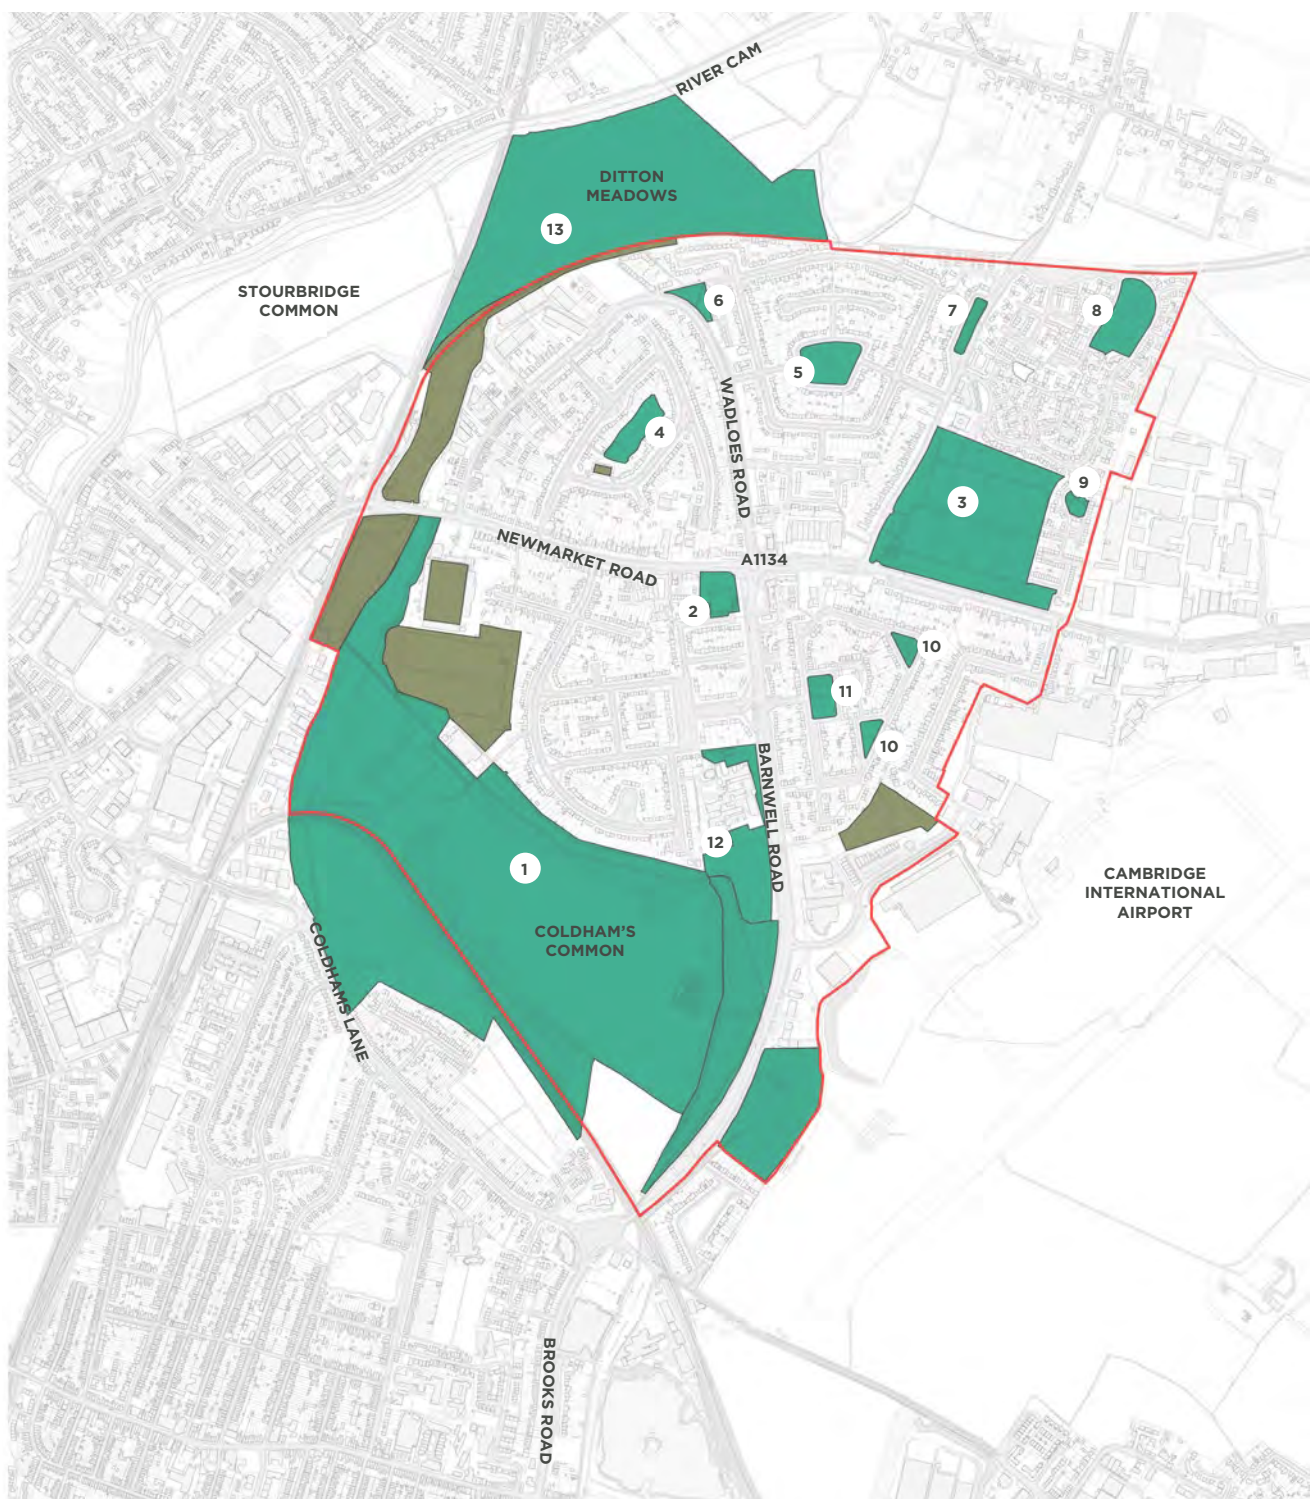 RIVER CAM
DITTON
MEADOWS
13
STOURBRIDGE
COMMON
6
7
8
5
WADLOES ROAD
4
9
3
NEWMARKET ROAD
A1134
2
10
11
10
BARNWELL ROAD
12
1
CAMBRIDGE
INTERNATIONAL
AIRPORT
COLDHAM'S
COMMON
COLDHAMS LANE
BROOKS ROAD